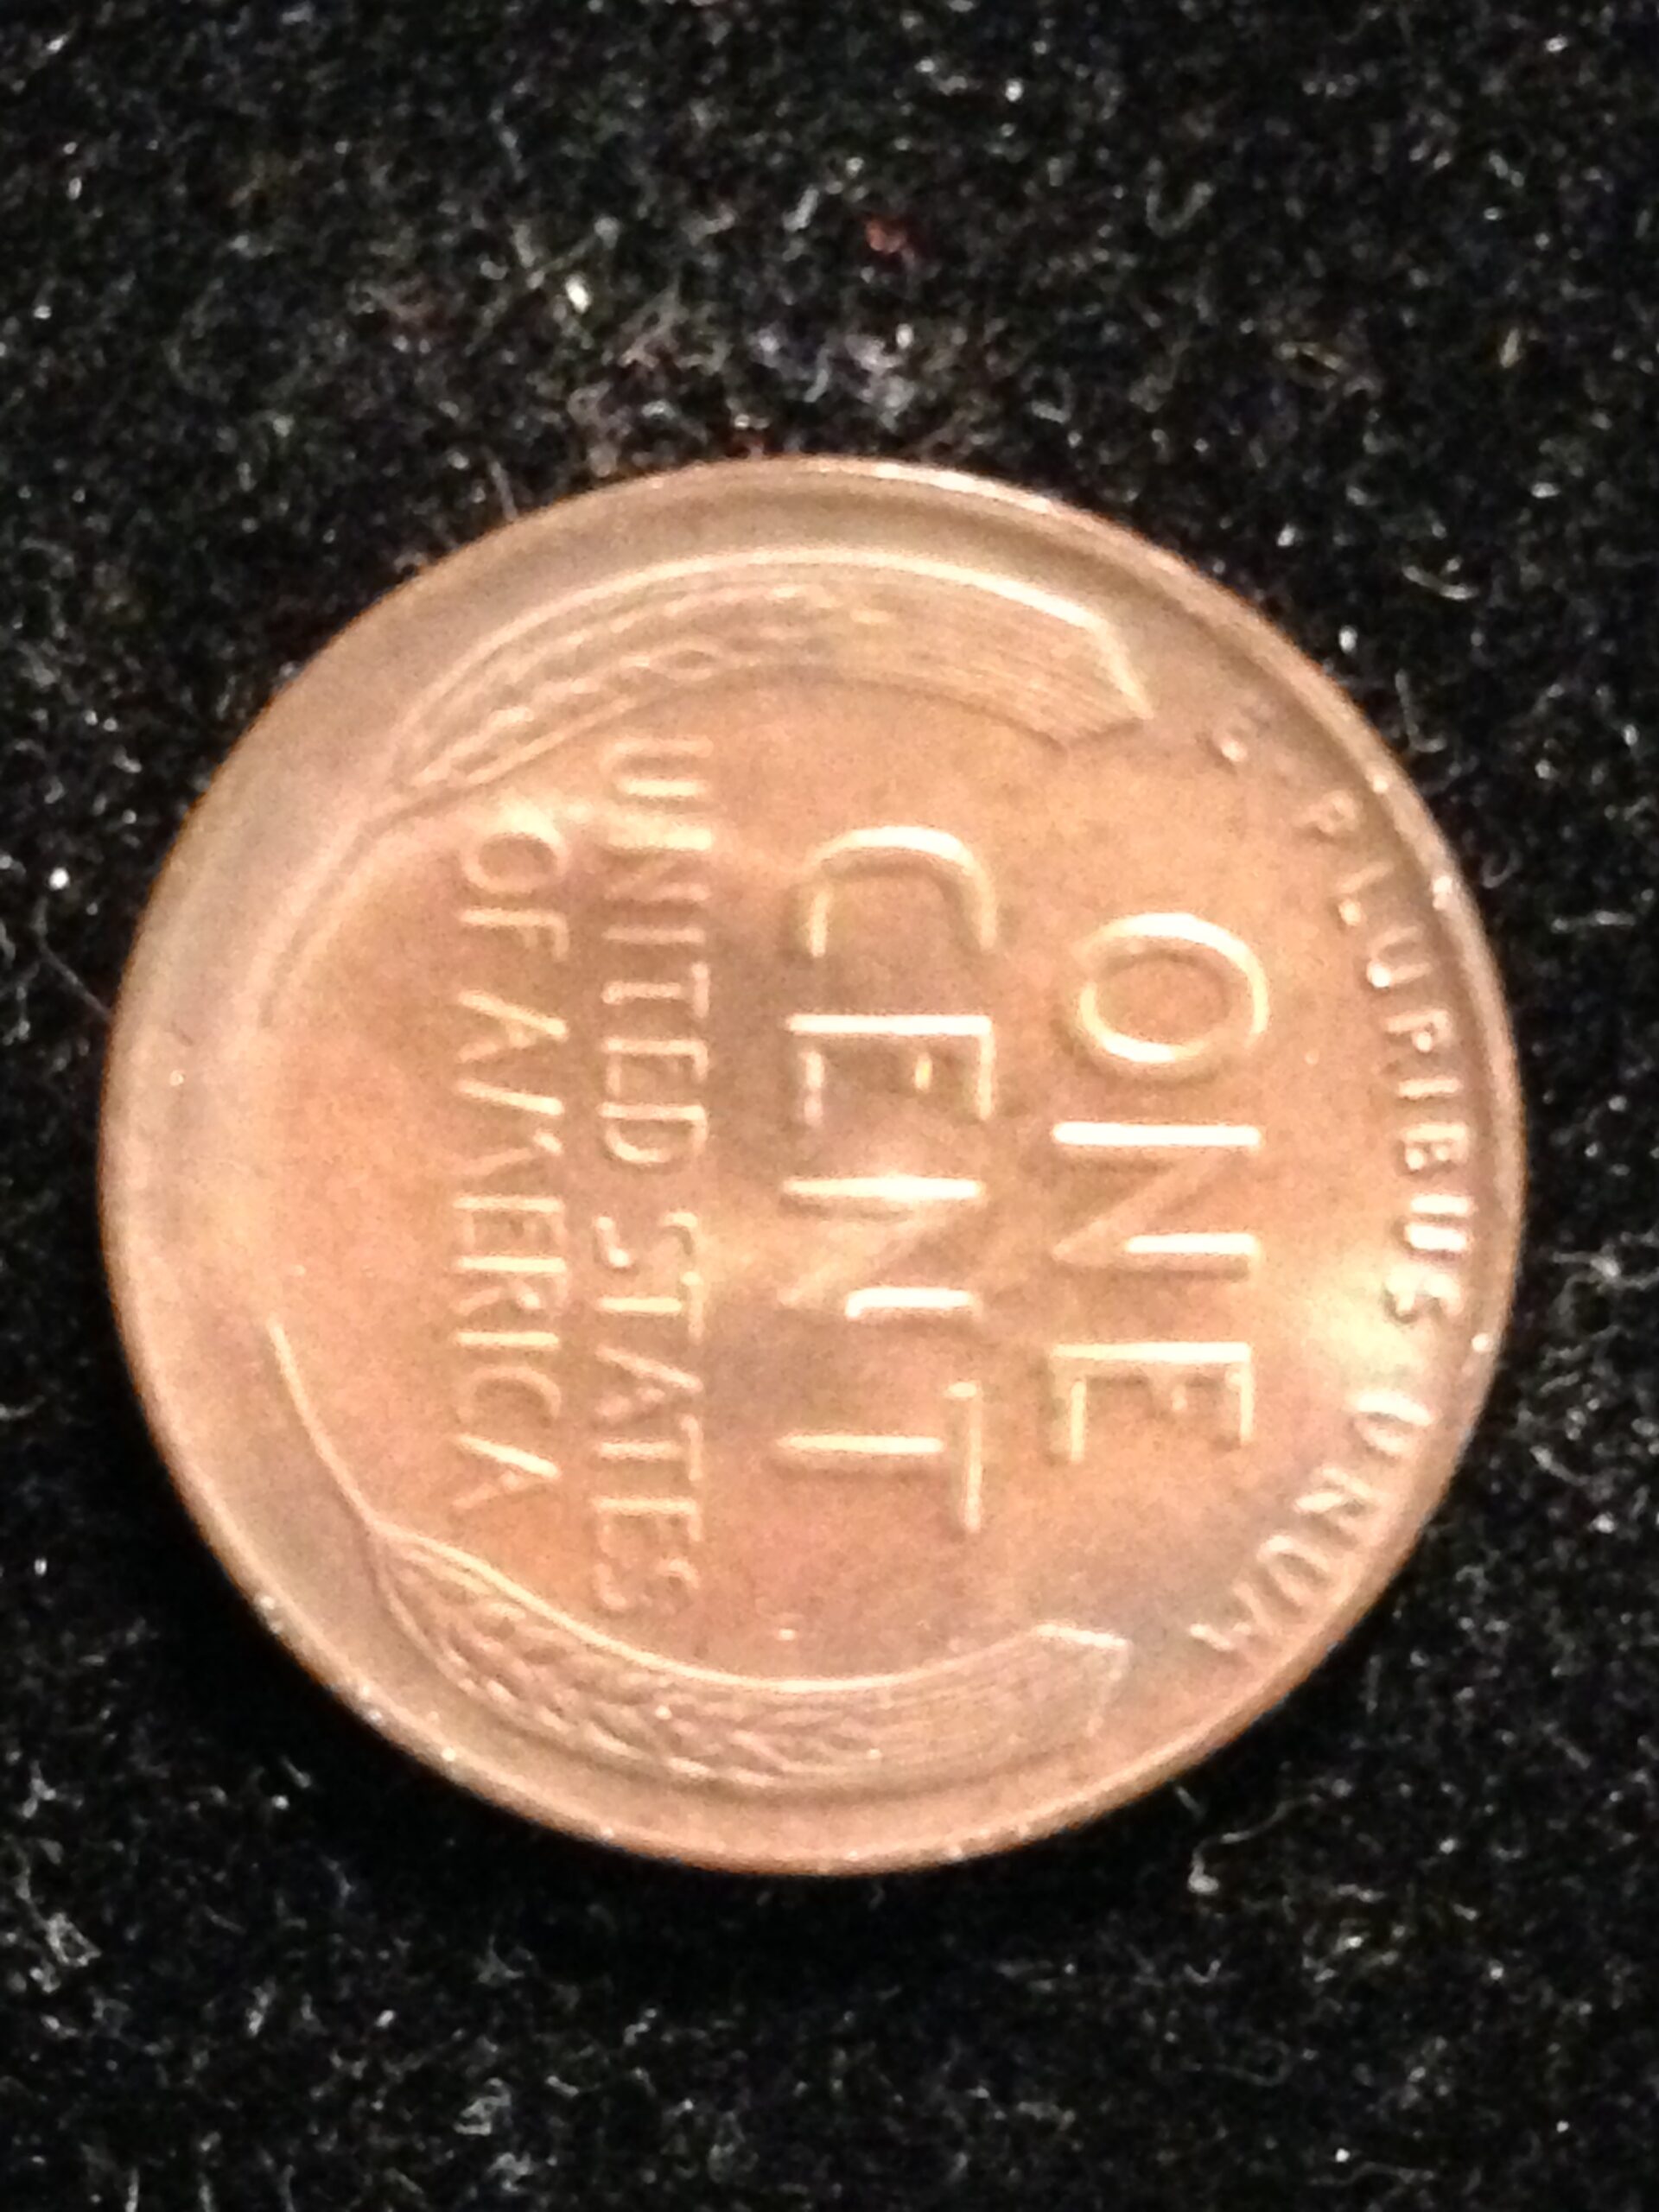 E·PLURIBUS·UNUM
ONE
CENT
UNITED STATES
OF AMERICA